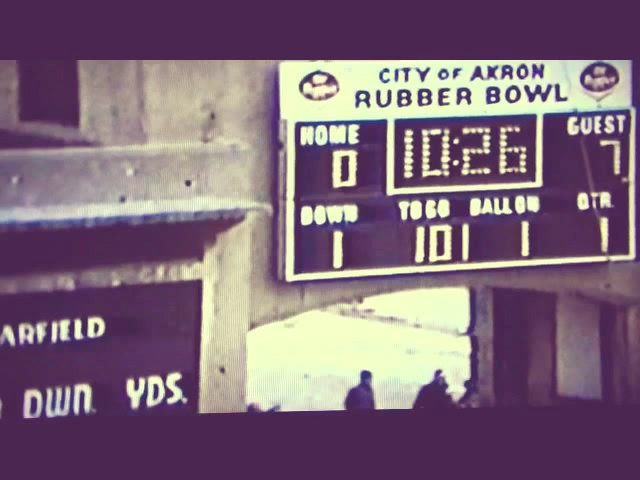 CITY OF AKRON
RUBBER BOWL
HOME 10:26 GUEST
0 7
DOWN TO GO BALL ON QTR.
1 10 1 1 1
ARFIELD
DWN. YDS.